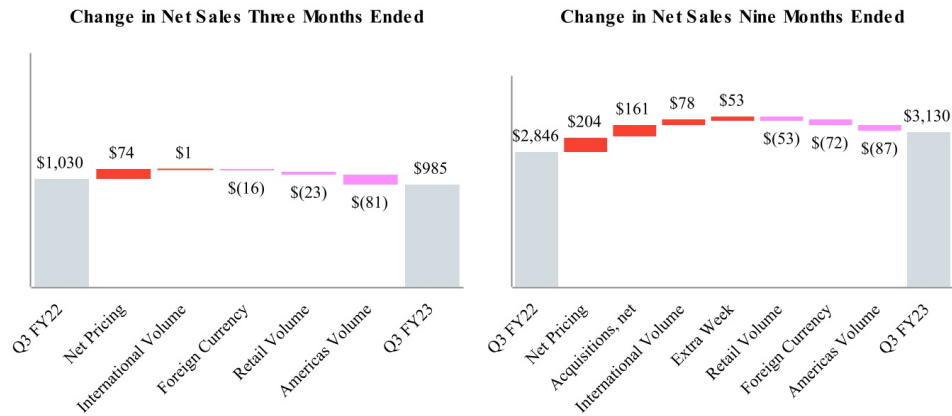 Change in Net Sales Three Months Ended
$1,030
$74
$1
$(16)
$(23)
$(81)
$985
Q3 FY22
Net Pricing
International Volume
Foreign Currency
Retail Volume
Americas Volume
Q3 FY23
Change in Net Sales Nine Months Ended
$2,846
$204
$161
$78
$53
$(53)
$(72)
$(87)
$3,130
Q3 FY22
Net Pricing
Acquisitions, net
International Volume
Extra Week
Retail Volume
Foreign Currency
Americas Volume
Q3 FY23